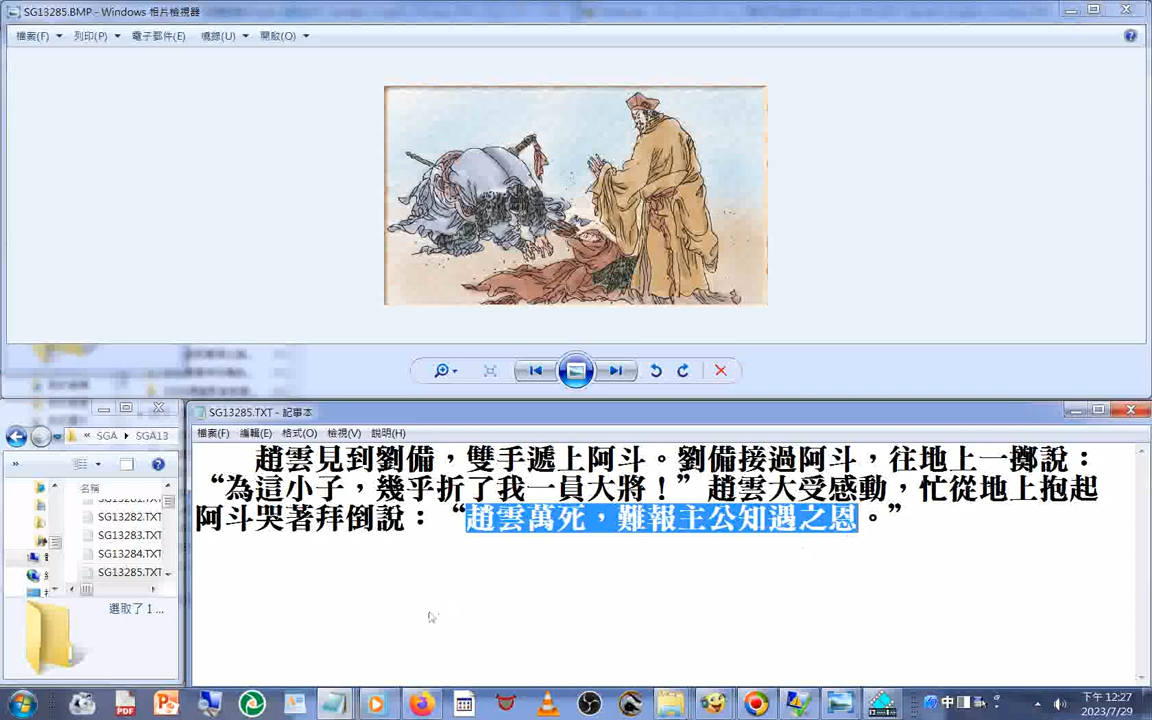 SG13285.BMP - Windows 相片檢視器
檔案(F) 列印(P) 電子郵件(E) 燒錄(U) 開啟(O)
SG13285.TXT - 記事本
檔案(F) 編輯(E) 格式(O) 檢視(V) 說明(H)
趙雲見到劉備，雙手遞上阿斗。劉備接過阿斗，往地上一擲說：
“為這小子，幾乎折了我一員大將！”趙雲大受感動，忙從地上抱起
阿斗哭著拜倒說：“趙雲萬死，難報主公知遇之恩。”
« SGA ▸ SGA13
»
名稱
SG13282.TXT
SG13283.TXT
SG13284.TXT
SG13285.TXT
選取了 1 ...
PDF
中
下午 12:27
2023/7/29